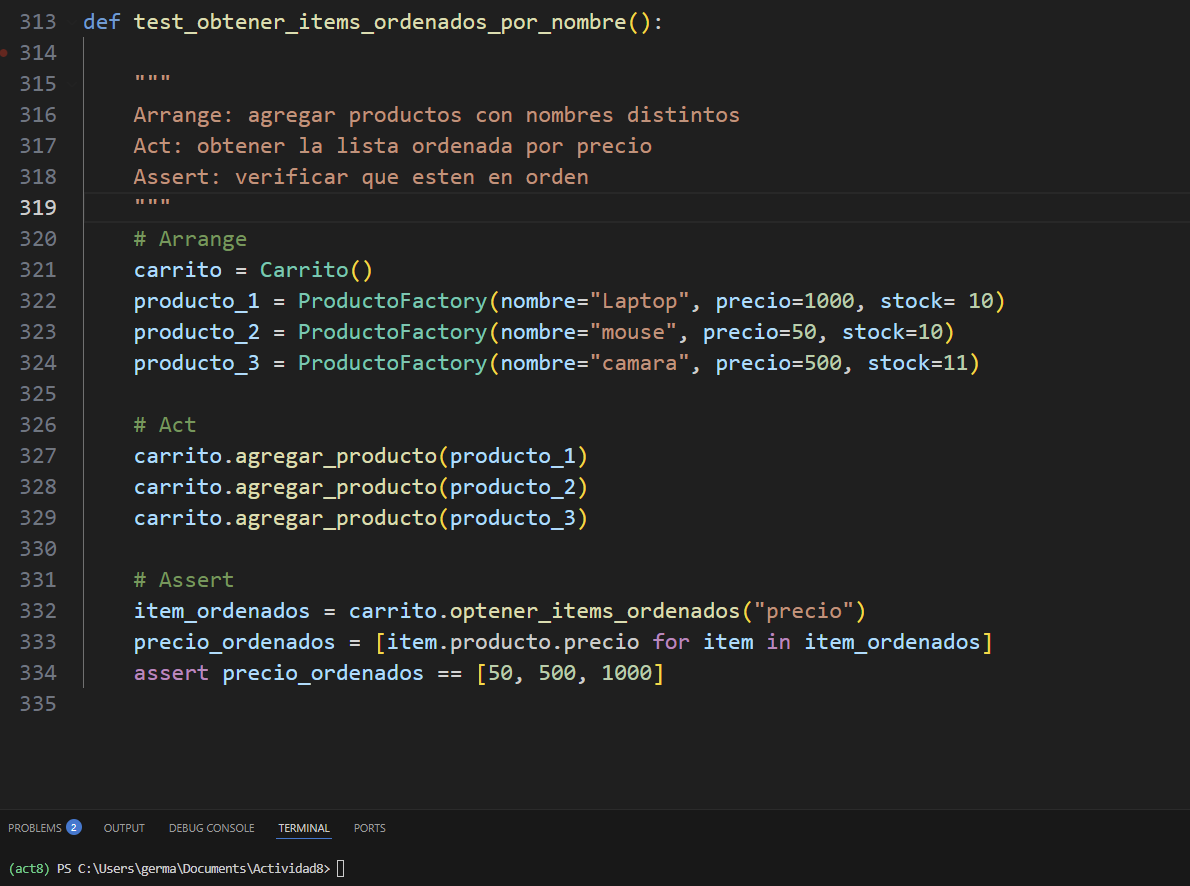 313 def test_obtener_items_ordenados_por_nombre():
314
315     """
316     Arrange: agregar productos con nombres distintos
317     Act: obtener la lista ordenada por precio
318     Assert: verificar que esten en orden
319     """
320     # Arrange
321     carrito = Carrito()
322     producto_1 = ProductoFactory(nombre="Laptop", precio=1000, stock= 10)
323     producto_2 = ProductoFactory(nombre="mouse", precio=50, stock=10)
324     producto_3 = ProductoFactory(nombre="camara", precio=500, stock=11)
325
326     # Act
327     carrito.agregar_producto(producto_1)
328     carrito.agregar_producto(producto_2)
329     carrito.agregar_producto(producto_3)
330
331     # Assert
332     item_ordenados = carrito.optener_items_ordenados("precio")
333     precio_ordenados = [item.producto.precio for item in item_ordenados]
334     assert precio_ordenados == [50, 500, 1000]
335
PROBLEMS 2 OUTPUT DEBUG CONSOLE TERMINAL PORTS
(act8) PS C:\Users\germa\Documents\Actividad8>